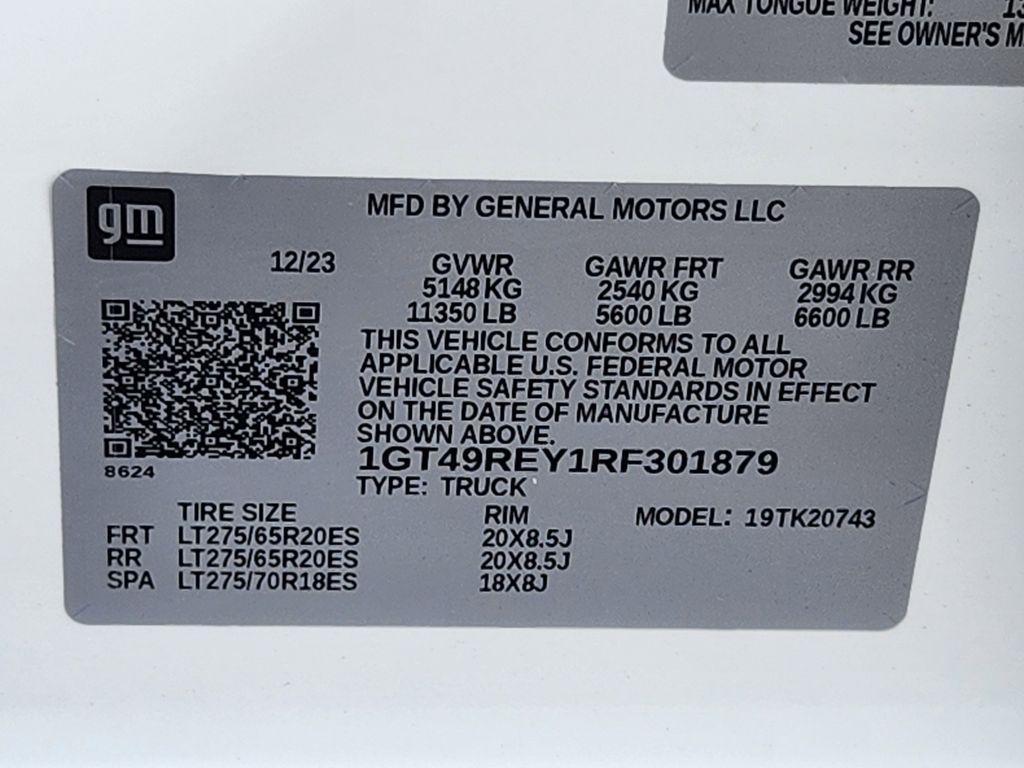 MAX TONGUE WEIGHT: 13
SEE OWNER'S M
gm
MFD BY GENERAL MOTORS LLC
12/23
GVWR GAWR FRT GAWR RR
5148 KG 2540 KG 2994 KG
11350 LB 5600 LB 6600 LB
THIS VEHICLE CONFORMS TO ALL
APPLICABLE U.S. FEDERAL MOTOR
VEHICLE SAFETY STANDARDS IN EFFECT
ON THE DATE OF MANUFACTURE
SHOWN ABOVE.
8624
1GT49REY1RF301879
TYPE: TRUCK
TIRE SIZE RIM MODEL: 19TK20743
FRT LT275/65R20ES 20X8.5J
RR LT275/65R20ES 20X8.5J
SPA LT275/70R18ES 18X8J